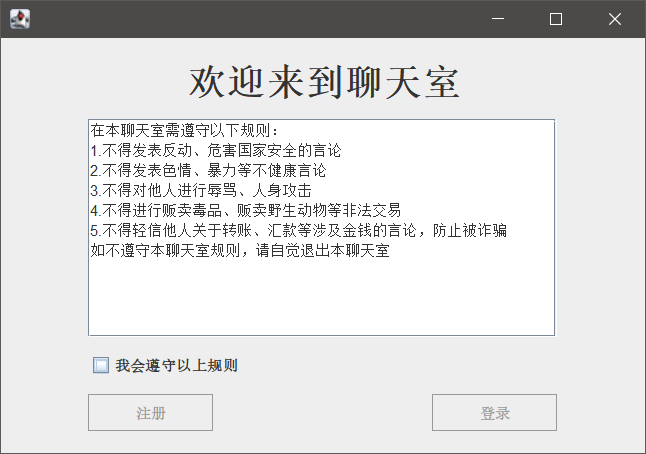 欢迎来到聊天室
在本聊天室需遵守以下规则：
1.不得发表反动、危害国家安全的言论
2.不得发表色情、暴力等不健康言论
3.不得对他人进行辱骂、人身攻击
4.不得进行贩卖毒品、贩卖野生动物等非法交易
5.不得轻信他人关于转账、汇款等涉及金钱的言论，防止被诈骗
如不遵守本聊天室规则，请自觉退出本聊天室
我会遵守以上规则
注册
登录